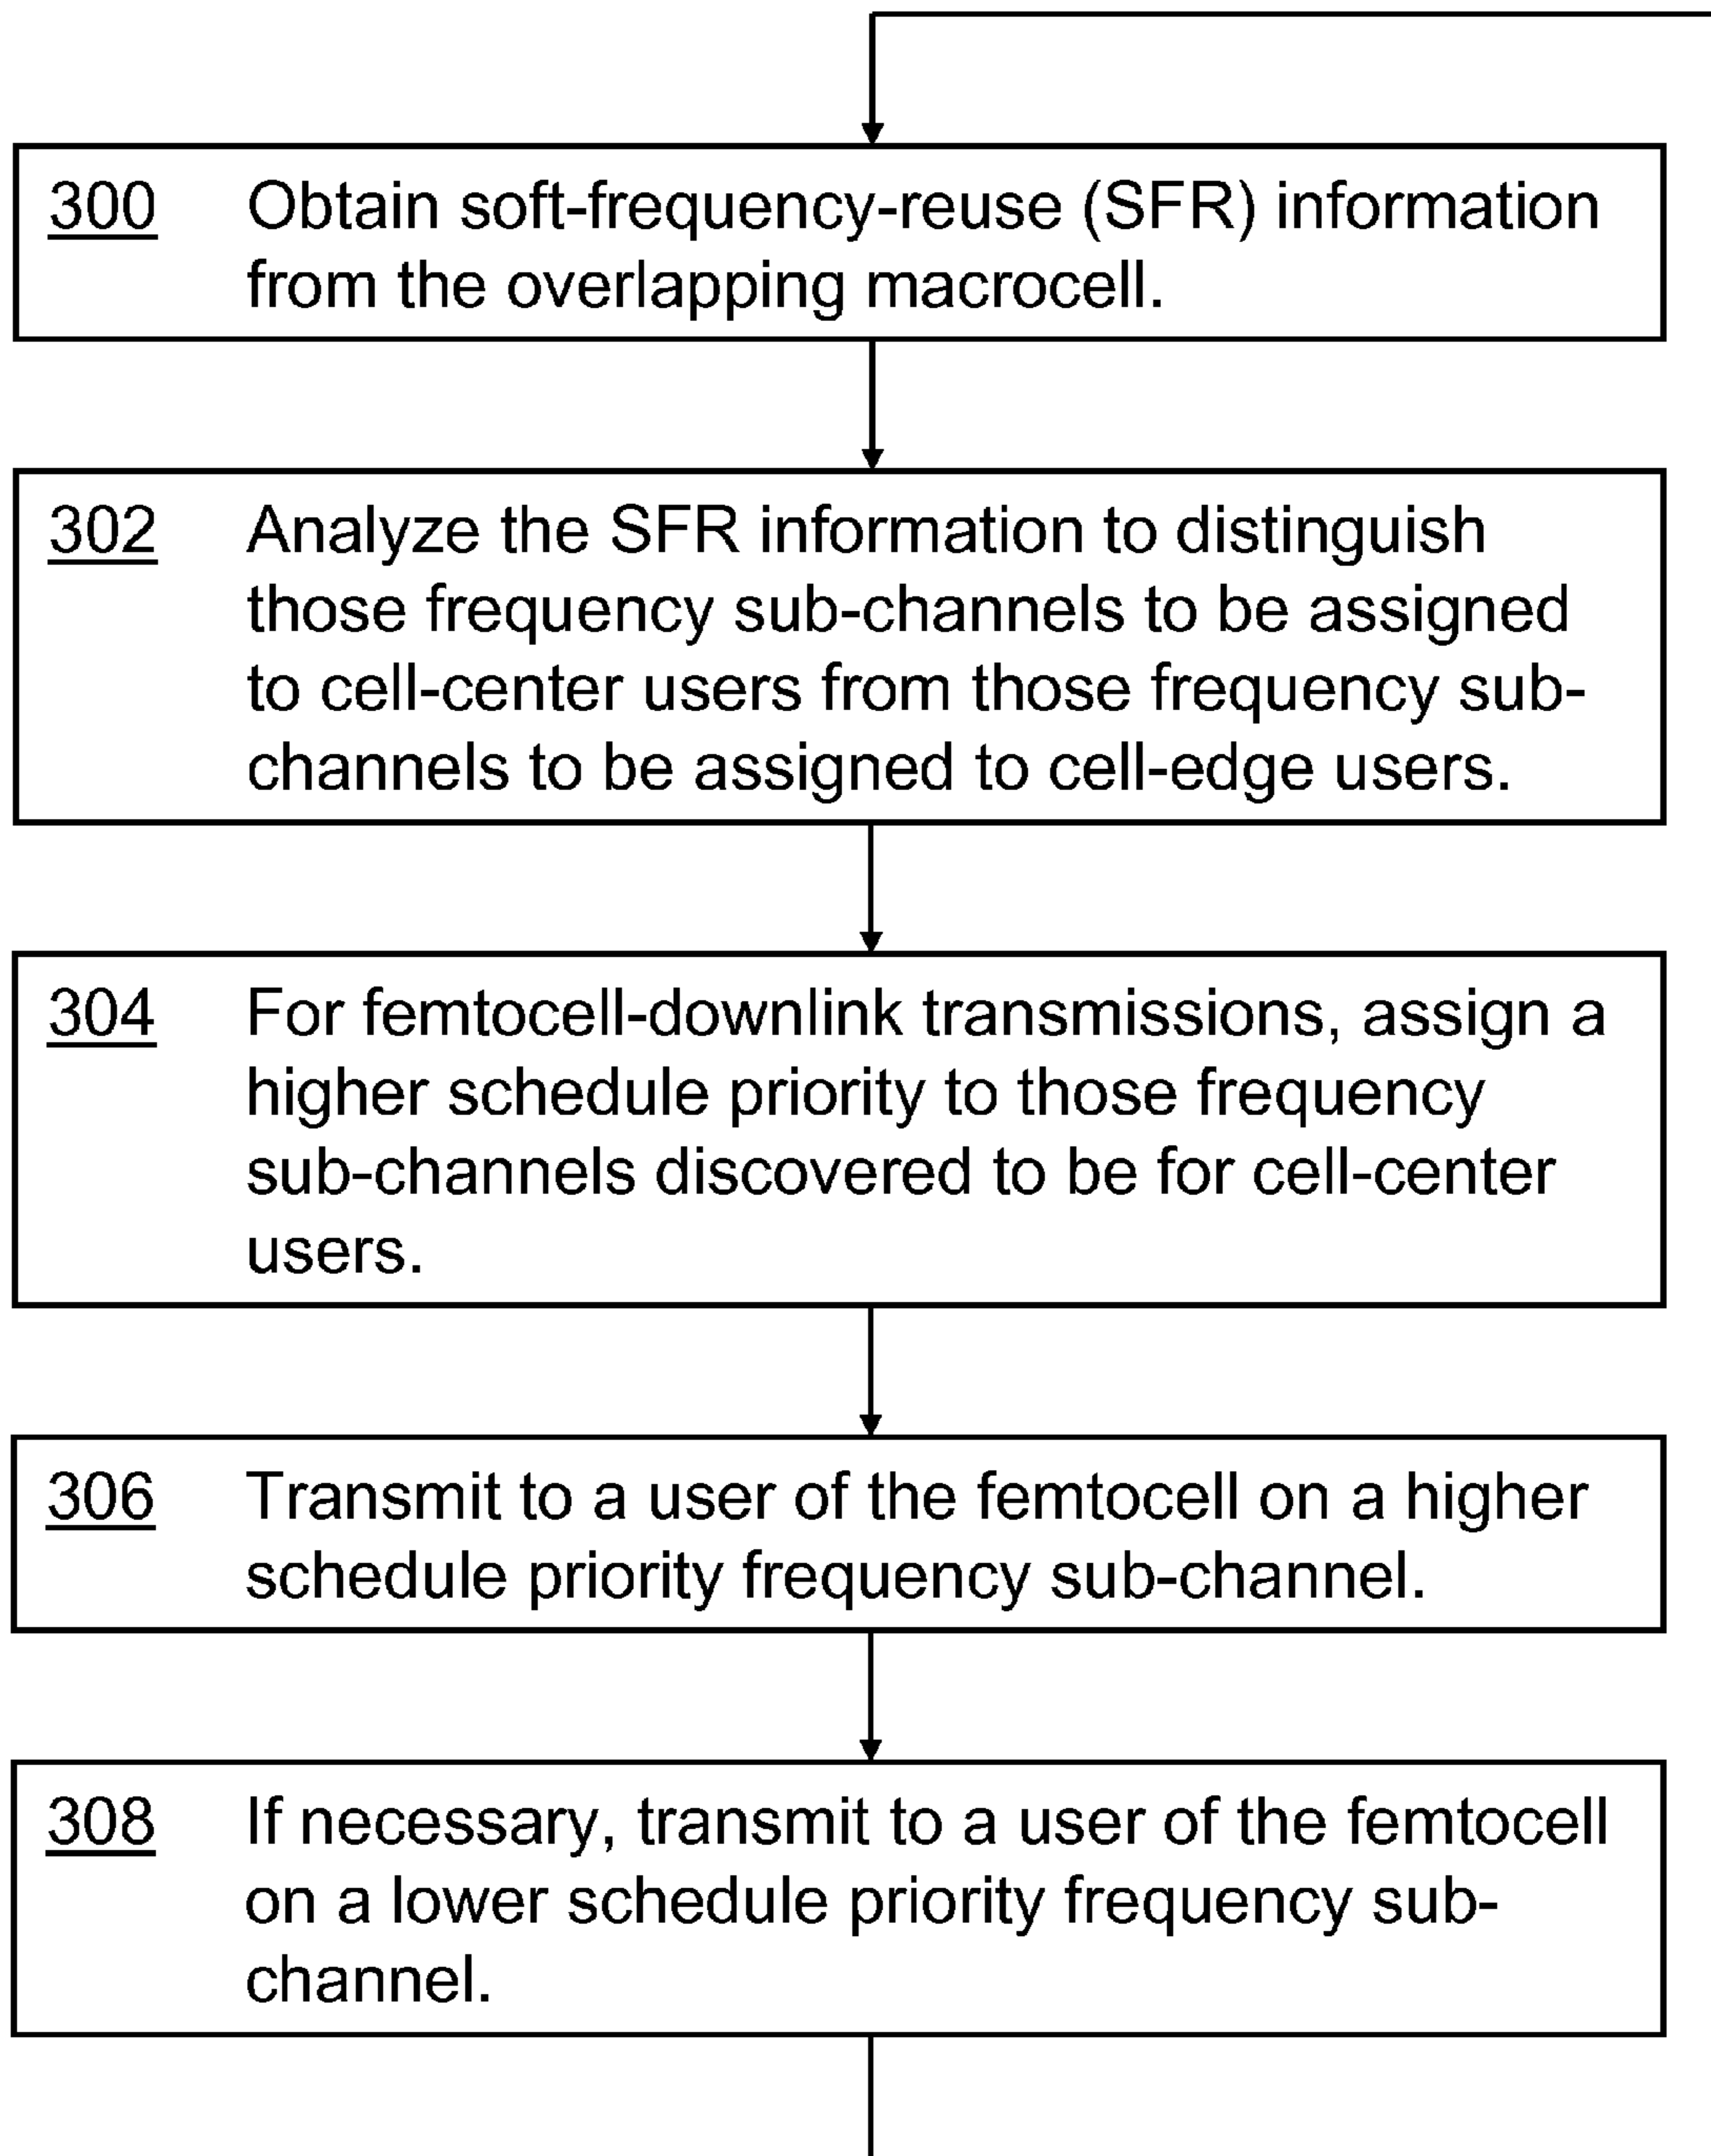 300 Obtain soft-frequency-reuse (SFR) information
from the overlapping macrocell.
302 Analyze the SFR information to distinguish
those frequency sub-channels to be assigned
to cell-center users from those frequency sub-
channels to be assigned to cell-edge users.
304 For femtocell-downlink transmissions, assign a
higher schedule priority to those frequency
sub-channels discovered to be for cell-center
users.
306 Transmit to a user of the femtocell on a higher
schedule priority frequency sub-channel.
308 If necessary, transmit to a user of the femtocell
on a lower schedule priority frequency sub-
channel.